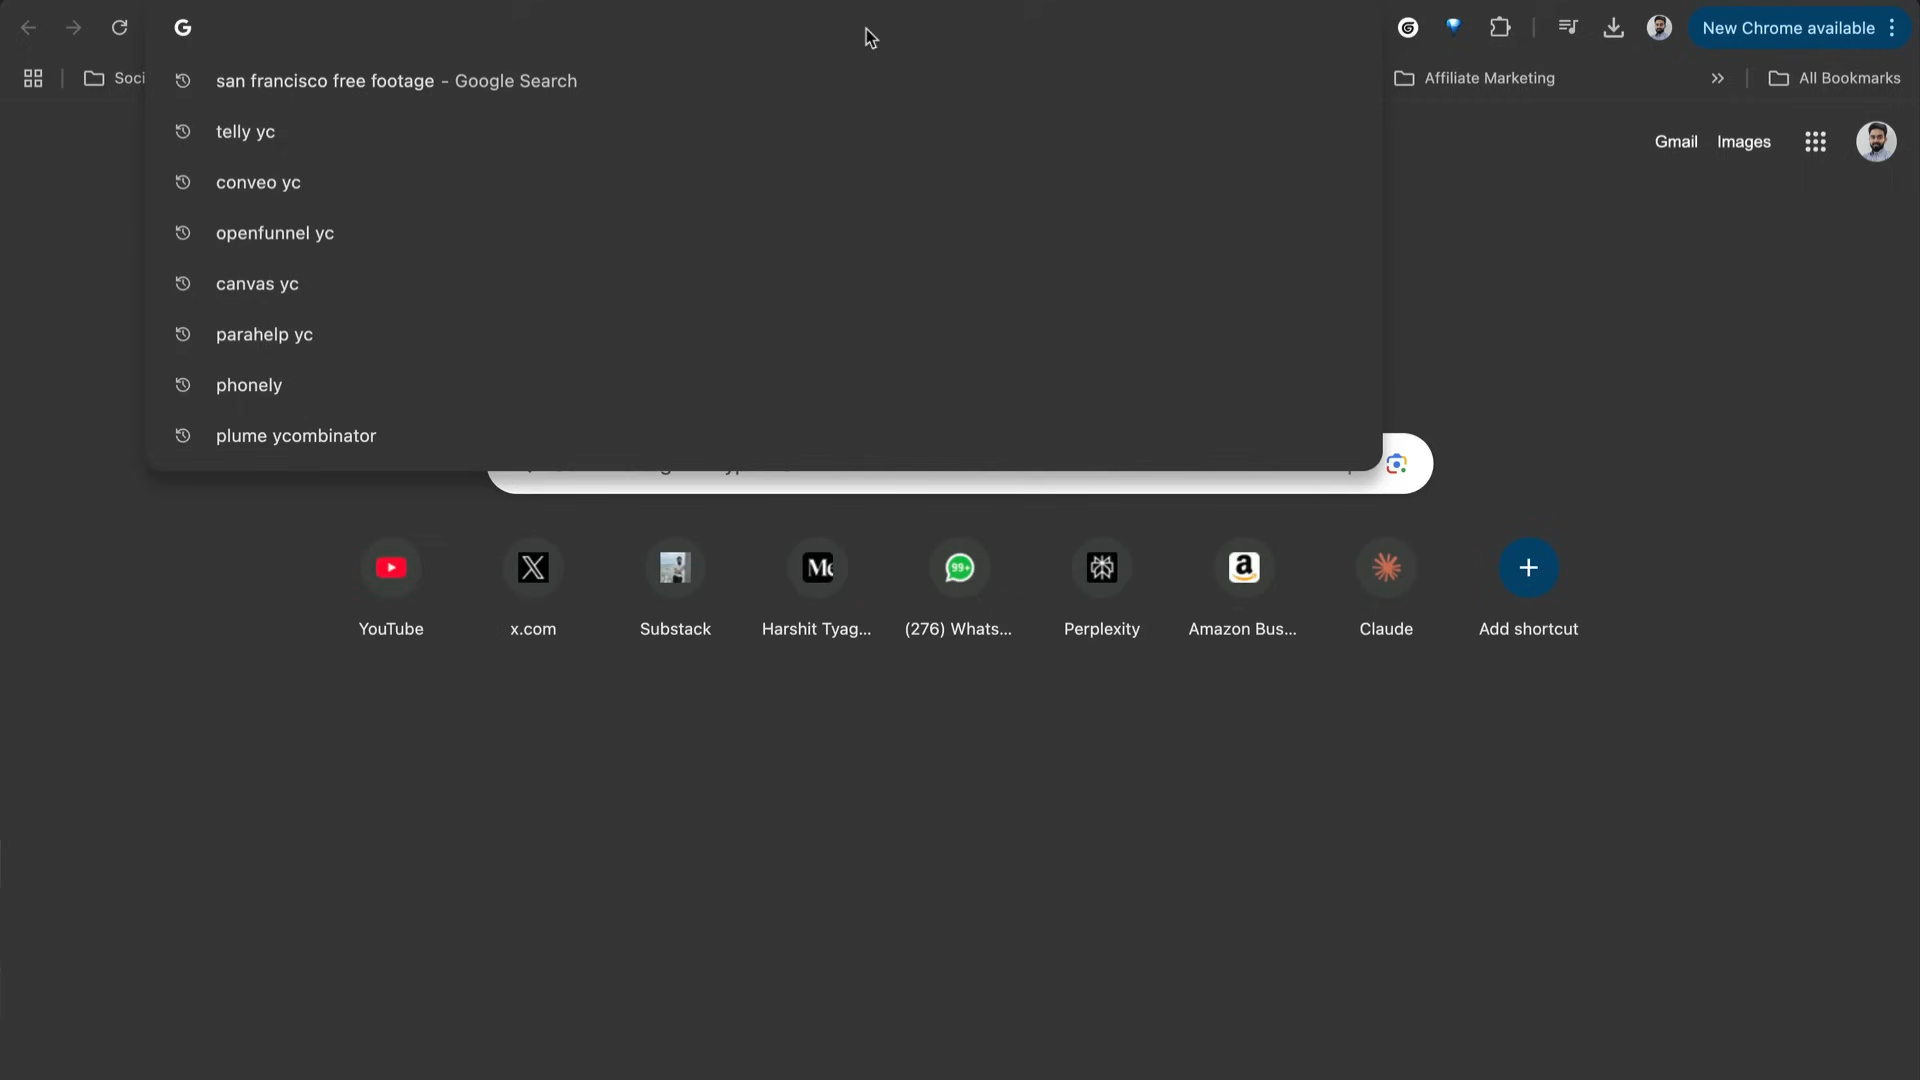 New Chrome available
Soci
san francisco free footage - Google Search
Affiliate Marketing
All Bookmarks
telly yc
Gmail
Images
conveo yc
openfunnel yc
canvas yc
parahelp yc
phonely
plume ycombinator
99+
YouTube
x.com
Substack
Harshit Tyag...
(276) Whats...
Perplexity
Amazon Bus...
Claude
Add shortcut